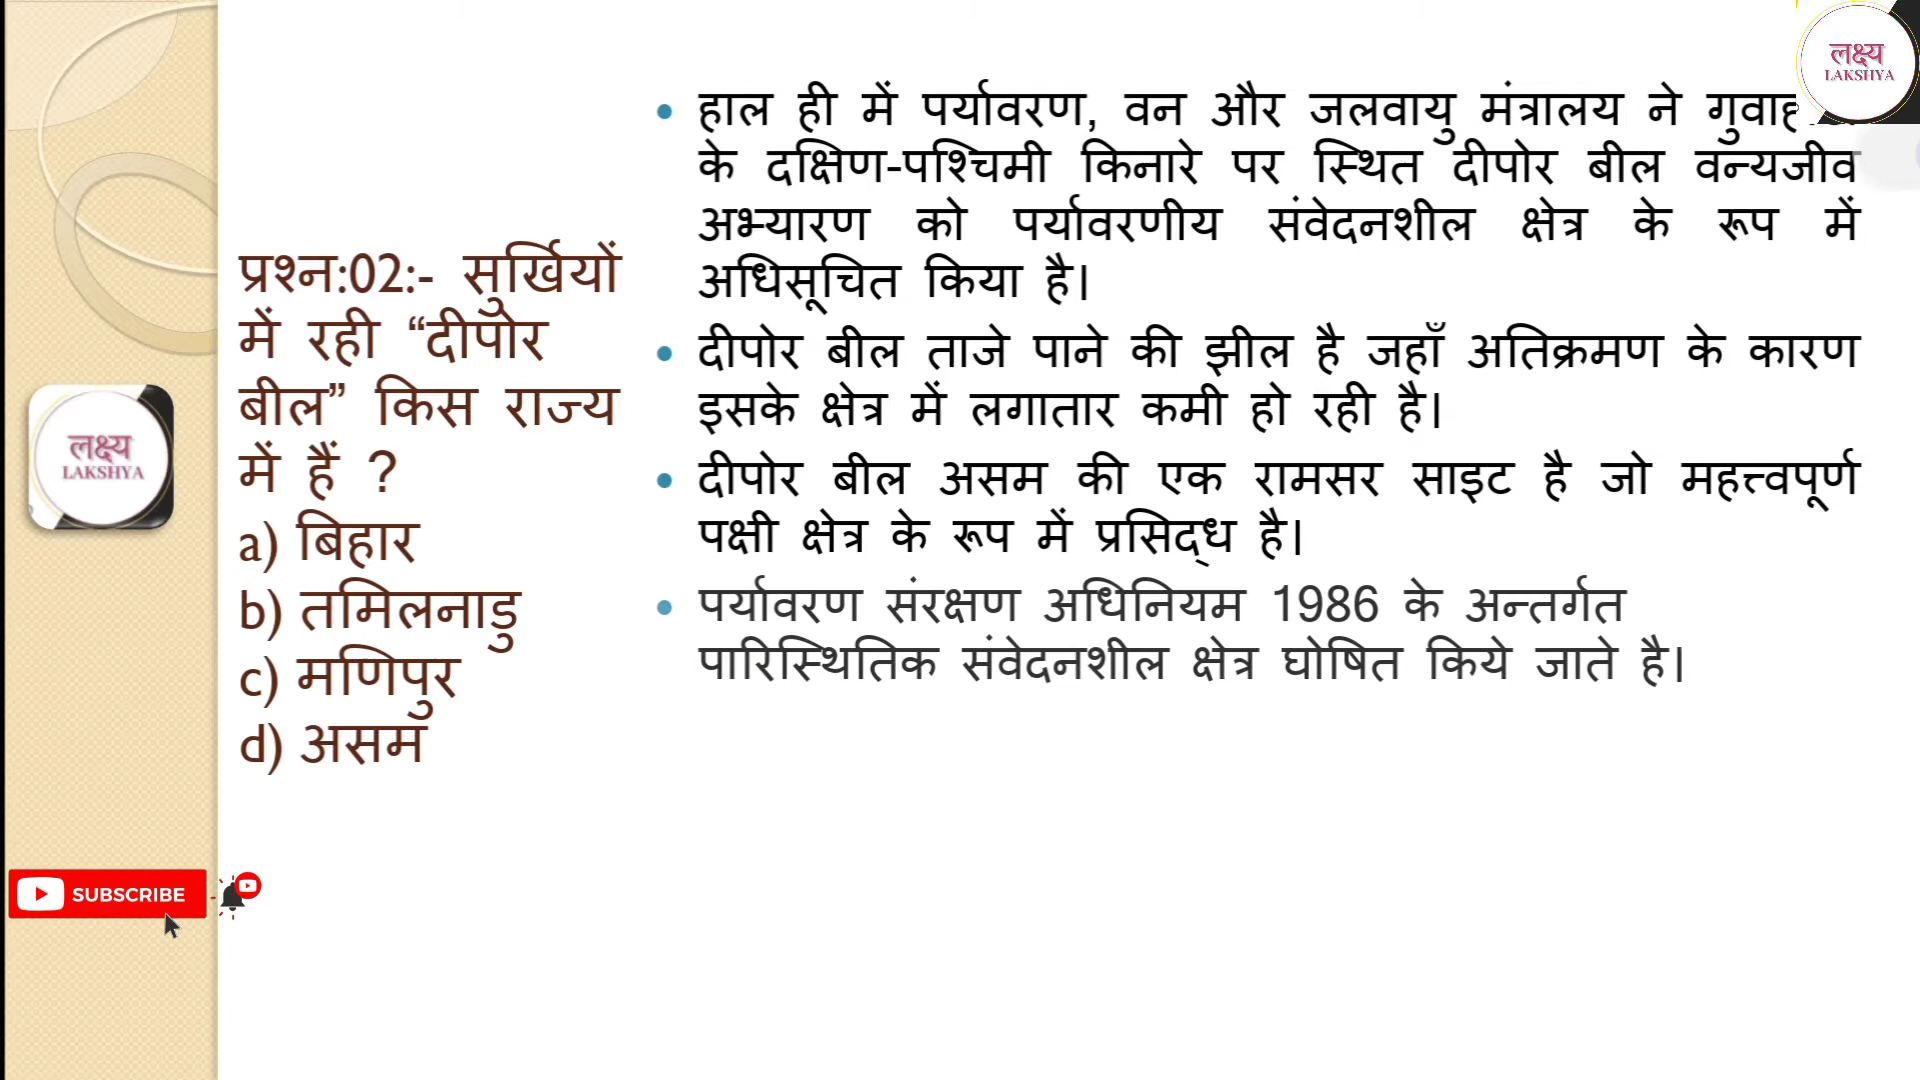 लक्ष्य
LAKSHYA
प्रश्न:02:- सुर्खियों
में रही “दीपोर
बील” किस राज्य
में हैं ?
a) बिहार
b) तमिलनाडु
c) मणिपुर
d) असम
हाल ही में पर्यावरण, वन और जलवायु मंत्रालय ने
के दक्षिण-पश्चिमी किनारे पर स्थित दीपोर बील वन्यजीव
अभ्यारण को पर्यावरणीय संवेदनशील क्षेत्र के रूप में
अधिसूचित किया है।
दीपोर बील ताजे पाने की झील है जहाँ अतिक्रमण के कारण
इसके क्षेत्र में लगातार कमी हो रही है।
दीपोर बील असम की एक रामसर साइट है जो महत्त्वपूर्ण
पक्षी क्षेत्र के रूप में प्रसिद्ध है।
पर्यावरण संरक्षण अधिनियम 1986 के अन्तर्गत
पारिस्थितिक संवेदनशील क्षेत्र घोषित किये जाते है।
लक्ष्य
LAKSHYA
SUBSCRIBE